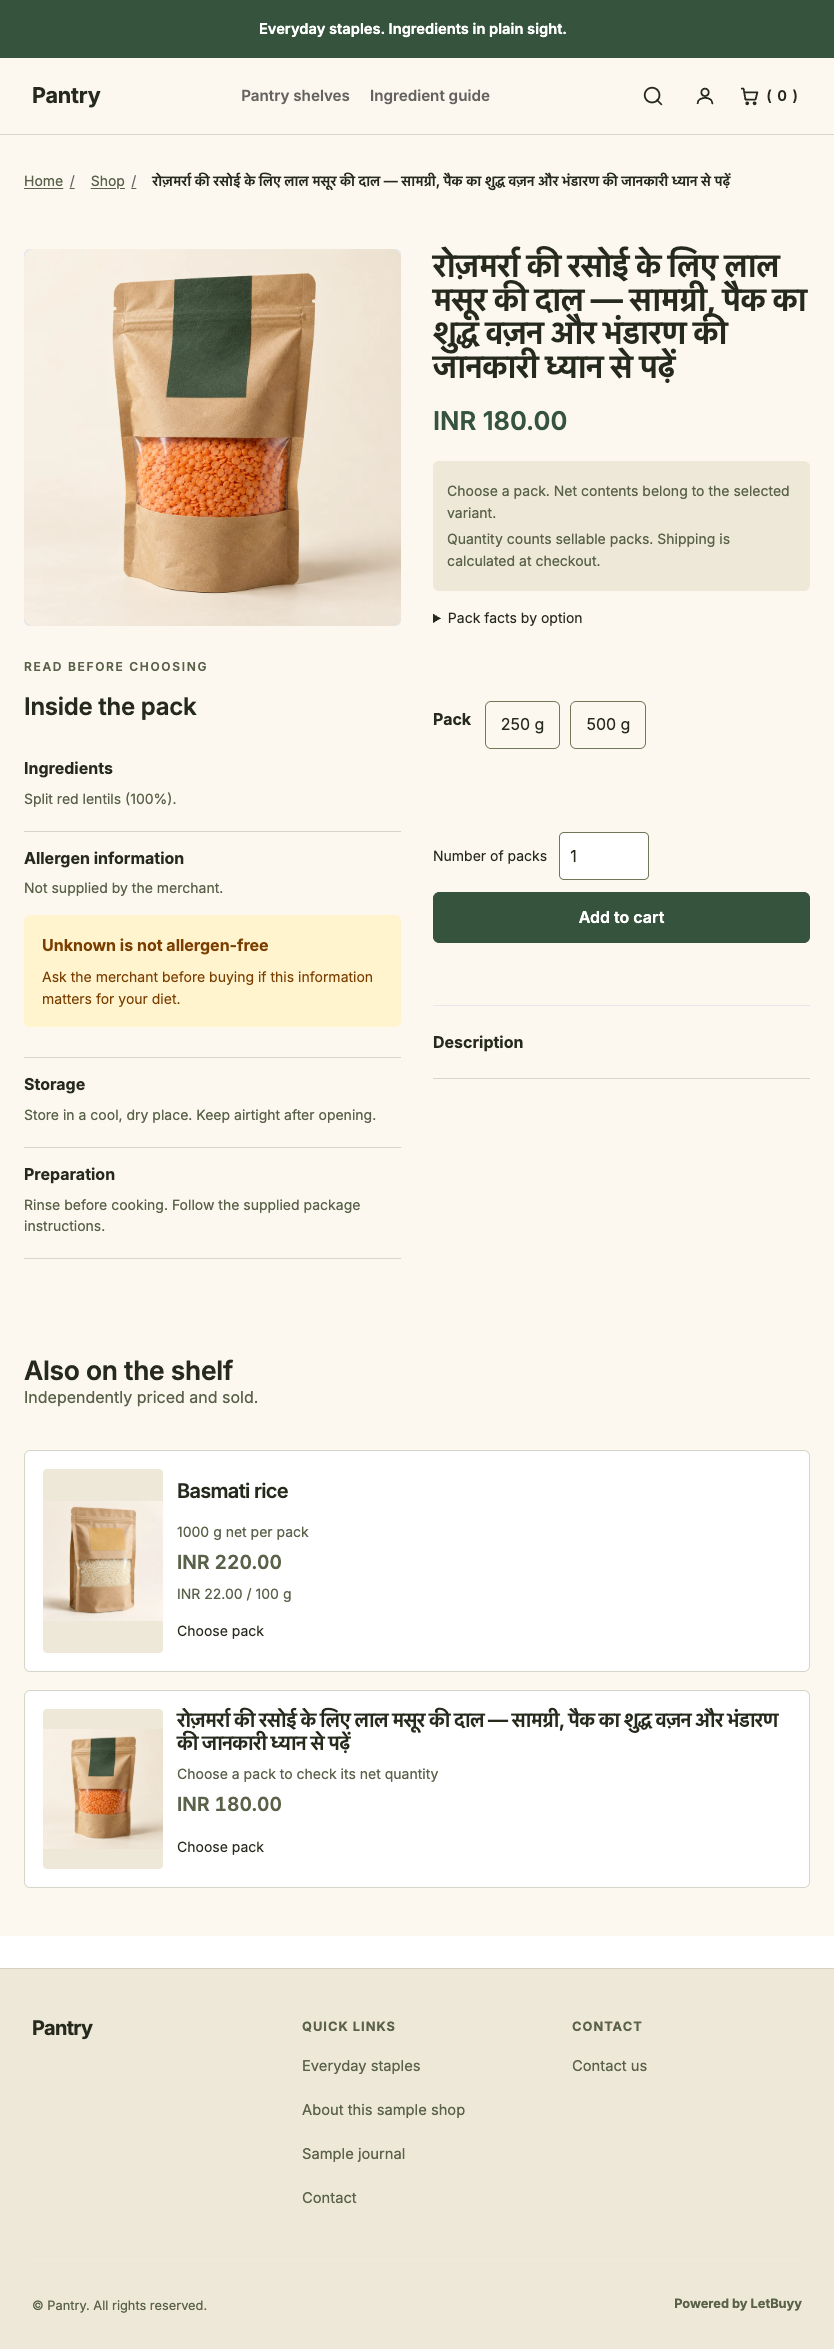 Everyday staples. Ingredients in plain sight.
Pantry
Pantry shelves
Ingredient guide
( 0 )
Home / Shop / रोज़मर्रा की रसोई के लिए लाल मसूर की दाल — सामग्री, पैक का शुद्ध वज़न और भंडारण की जानकारी ध्यान से पढ़ें
रोज़मर्रा की रसोई के लिए लाल
मसूर की दाल — सामग्री, पैक का
शुद्ध वज़न और भंडारण की
जानकारी ध्यान से पढ़ें
INR 180.00
Choose a pack. Net contents belong to the selected
variant.
Quantity counts sellable packs. Shipping is
calculated at checkout.
Pack facts by option
Pack
250 g
500 g
Number of packs
1
Add to cart
Description
READ BEFORE CHOOSING
Inside the pack
Ingredients
Split red lentils (100%).
Allergen information
Not supplied by the merchant.
Unknown is not allergen-free
Ask the merchant before buying if this information
matters for your diet.
Storage
Store in a cool, dry place. Keep airtight after opening.
Preparation
Rinse before cooking. Follow the supplied package
instructions.
Also on the shelf
Independently priced and sold.
Basmati rice
1000 g net per pack
INR 220.00
INR 22.00 / 100 g
Choose pack
रोज़मर्रा की रसोई के लिए लाल मसूर की दाल — सामग्री, पैक का शुद्ध वज़न और भंडारण
की जानकारी ध्यान से पढ़ें
Choose a pack to check its net quantity
INR 180.00
Choose pack
Pantry
QUICK LINKS
Everyday staples
About this sample shop
Sample journal
Contact
CONTACT
Contact us
© Pantry. All rights reserved.
Powered by LetBuyy